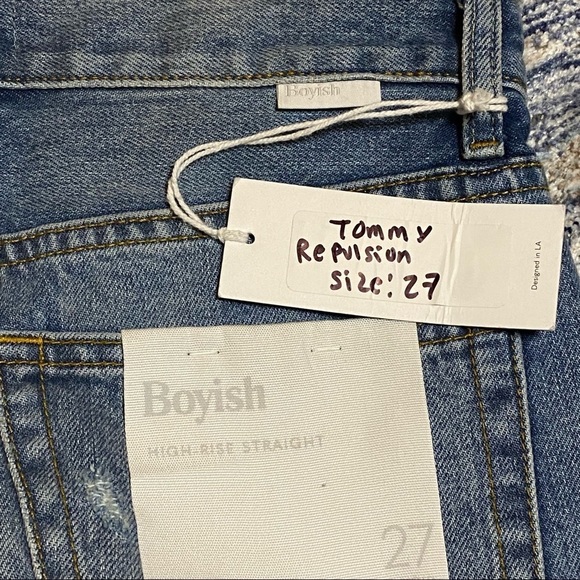 Boyish
Tommy
Repulsion
Size: 27
Designed in LA
Boyish
HIGH-RISE STRAIGHT
27